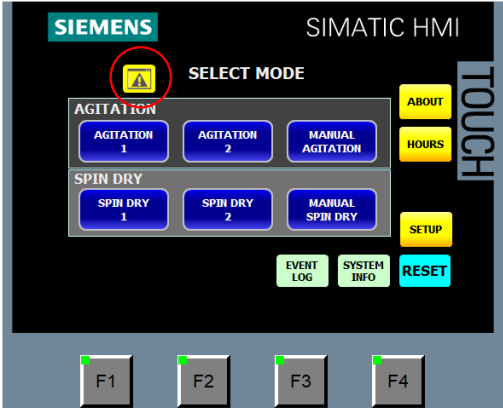 SIEMENS
SIMATIC HMI
SELECT MODE
TOUCH
ABOUT
AGITATION
AGITATION
1
AGITATION
2
MANUAL
AGITATION
HOURS
SPIN DRY
SPIN DRY
1
SPIN DRY
2
MANUAL
SPIN DRY
SETUP
EVENT
LOG
SYSTEM
INFO
RESET
F1
F2
F3
F4